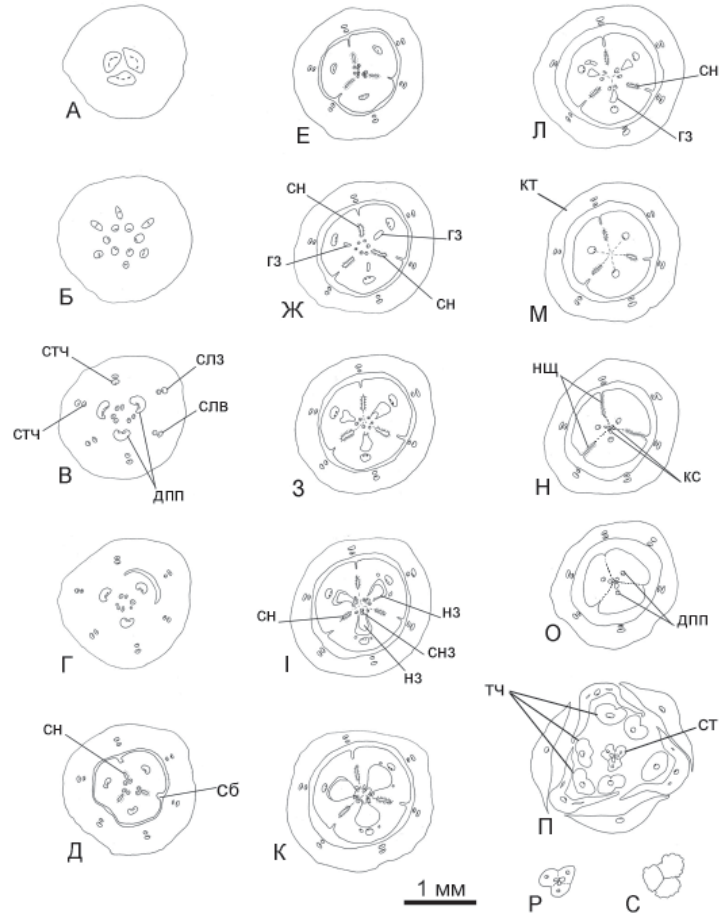 А
Б
стч
слз
слв
стч
дпп
В
Г
сн
сб
Д
Е
сн
гз
гз
сн
Ж
З
сн
нз
снз
нз
І
К
сн
гз
Л
кт
М
нщ
кс
Н
дпп
О
тч
ст
П
Р
С
1 мм